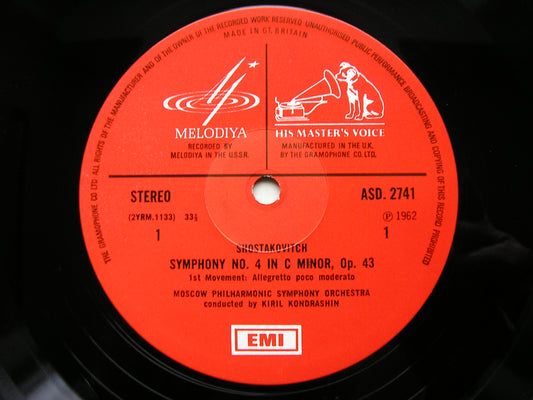 MADE IN GT. BRITAIN
THE GRAMOPHONE CO LTD. ALL RIGHTS OF THE MANUFACTURER AND OF THE OWNER OF THE RECORDED WORK RESERVED·UNAUTHORISED PUBLIC PERFORMANCE BROADCASTING AND COPYING OF THIS RECORD PROHIBITED
MELODIYA
HIS MASTER'S VOICE
RECORDED BY
MELODIYA IN THE U.S.S.R.
MANUFACTURED IN THE U.K.
BY THE GRAMOPHONE CO. LTD.
STEREO
ASD. 2741
(2YRM.1133) 33⅓
℗ 1962
1
1
SHOSTAKOVITCH
SYMPHONY NO. 4 IN C MINOR, Op. 43
1st Movement: Allegretto poco moderato
MOSCOW PHILHARMONIC SYMPHONY ORCHESTRA
conducted by KIRIL KONDRASHIN
EMI